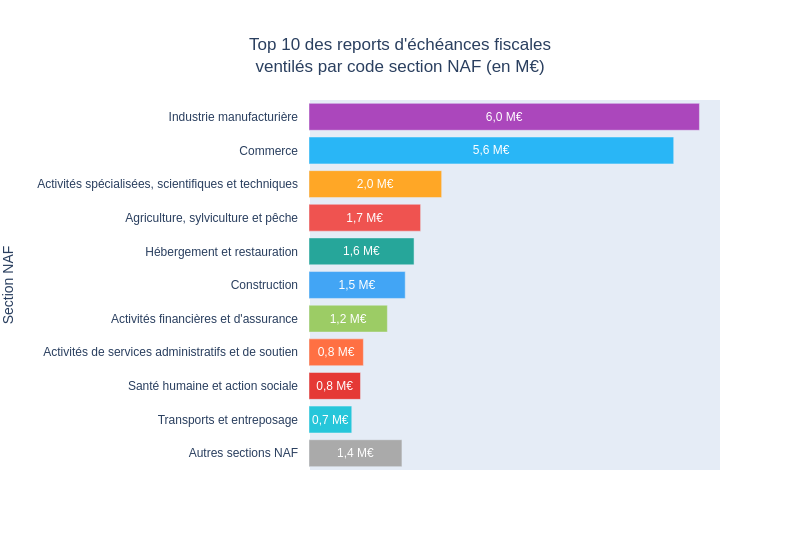 Top 10 des reports d'échéances fiscales
ventilés par code section NAF (en M€)
Section NAF
Industrie manufacturière 6,0 M€
Commerce 5,6 M€
Activités spécialisées, scientifiques et techniques 2,0 M€
Agriculture, sylviculture et pêche 1,7 M€
Hébergement et restauration 1,6 M€
Construction 1,5 M€
Activités financières et d'assurance 1,2 M€
Activités de services administratifs et de soutien 0,8 M€
Santé humaine et action sociale 0,8 M€
Transports et entreposage 0,7 M€
Autres sections NAF 1,4 M€